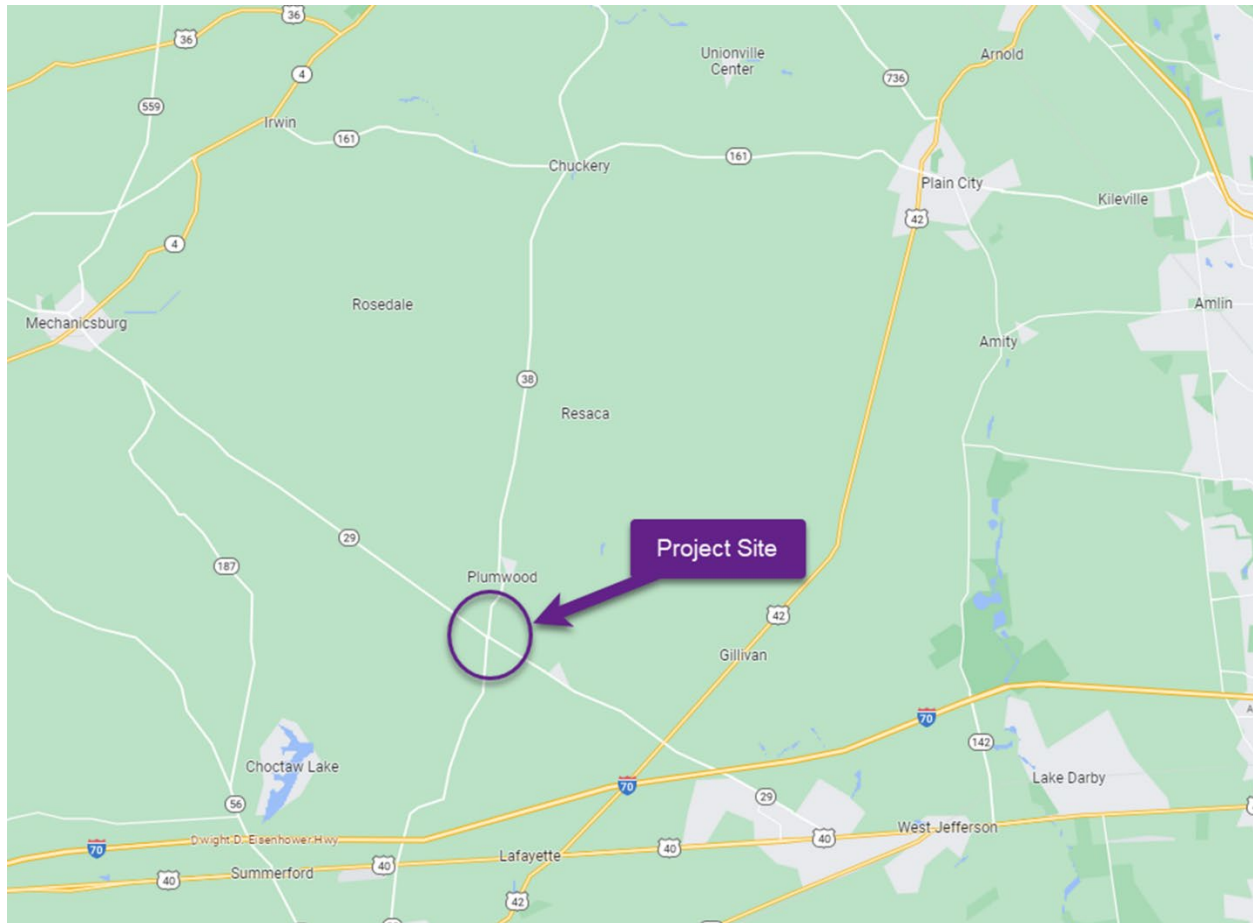 36
36
Unionville
Center
Arnold
736
4
559
Irwin
161
161
Chuckery
Plain City
Kileville
42
4
Rosedale
Amlin
Mechanicsburg
Amity
38
Resaca
29
Project Site
187
Plumwood
42
Gillivan
70
142
Choctaw Lake
Lake Darby
70
29
56
West Jefferson
Dwight D. Eisenhower Hwy
40
70
40
Lafayette
40
Summerford
40
42